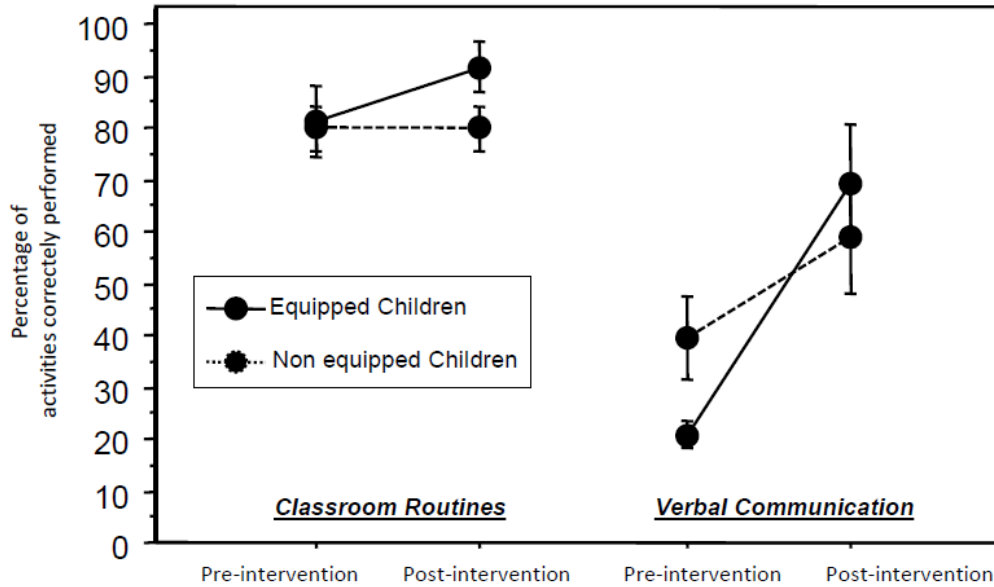 Percentage of
activities correctely performed
100
90
80
70
60
50
40
30
20
10
0
Equipped Children
Non equipped Children
Classroom Routines
Verbal Communication
Pre-intervention
Post-intervention
Pre-intervention
Post-intervention